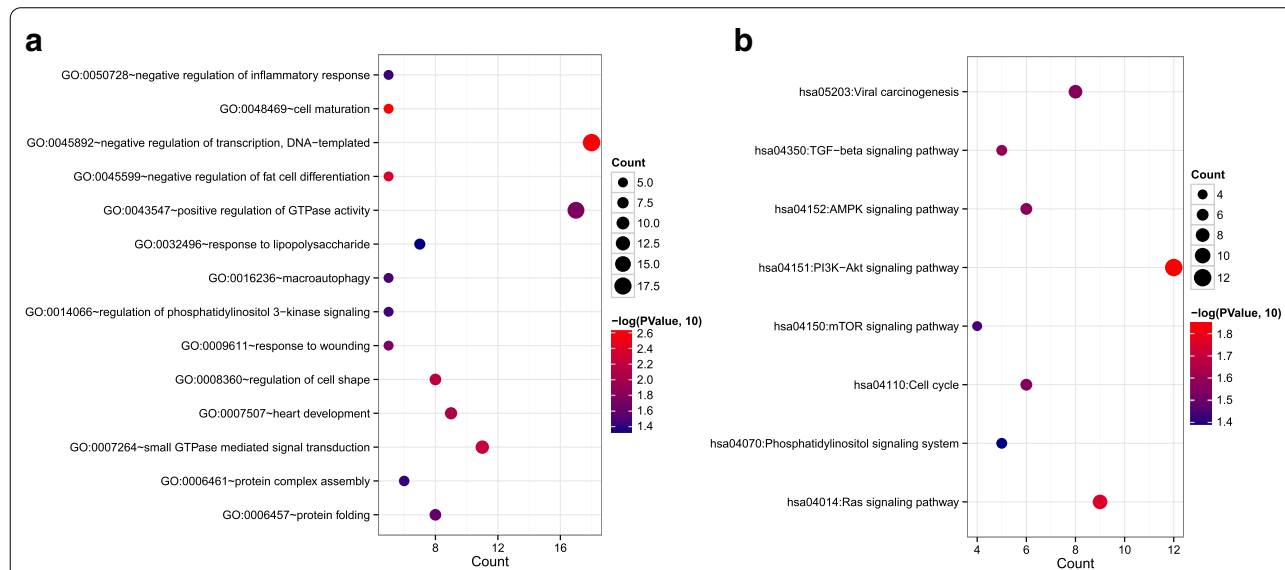 a
GO:0050728~negative regulation of inflammatory response
GO:0048469~cell maturation
GO:0045892~negative regulation of transcription, DNA−templated
GO:0045599~negative regulation of fat cell differentiation
GO:0043547~positive regulation of GTPase activity
GO:0032496~response to lipopolysaccharide
GO:0016236~macroautophagy
GO:0014066~regulation of phosphatidylinositol 3−kinase signaling
GO:0009611~response to wounding
GO:0008360~regulation of cell shape
GO:0007507~heart development
GO:0007264~small GTPase mediated signal transduction
GO:0006461~protein complex assembly
GO:0006457~protein folding
8 12 16
Count
Count
5.0
7.5
10.0
12.5
15.0
17.5
−log(PValue, 10)
2.6
2.4
2.2
2.0
1.8
1.6
1.4
b
hsa05203:Viral carcinogenesis
hsa04350:TGF−beta signaling pathway
hsa04152:AMPK signaling pathway
hsa04151:PI3K−Akt signaling pathway
hsa04150:mTOR signaling pathway
hsa04110:Cell cycle
hsa04070:Phosphatidylinositol signaling system
hsa04014:Ras signaling pathway
4 6 8 10 12
Count
Count
4
6
8
10
12
−log(PValue, 10)
1.8
1.7
1.6
1.5
1.4